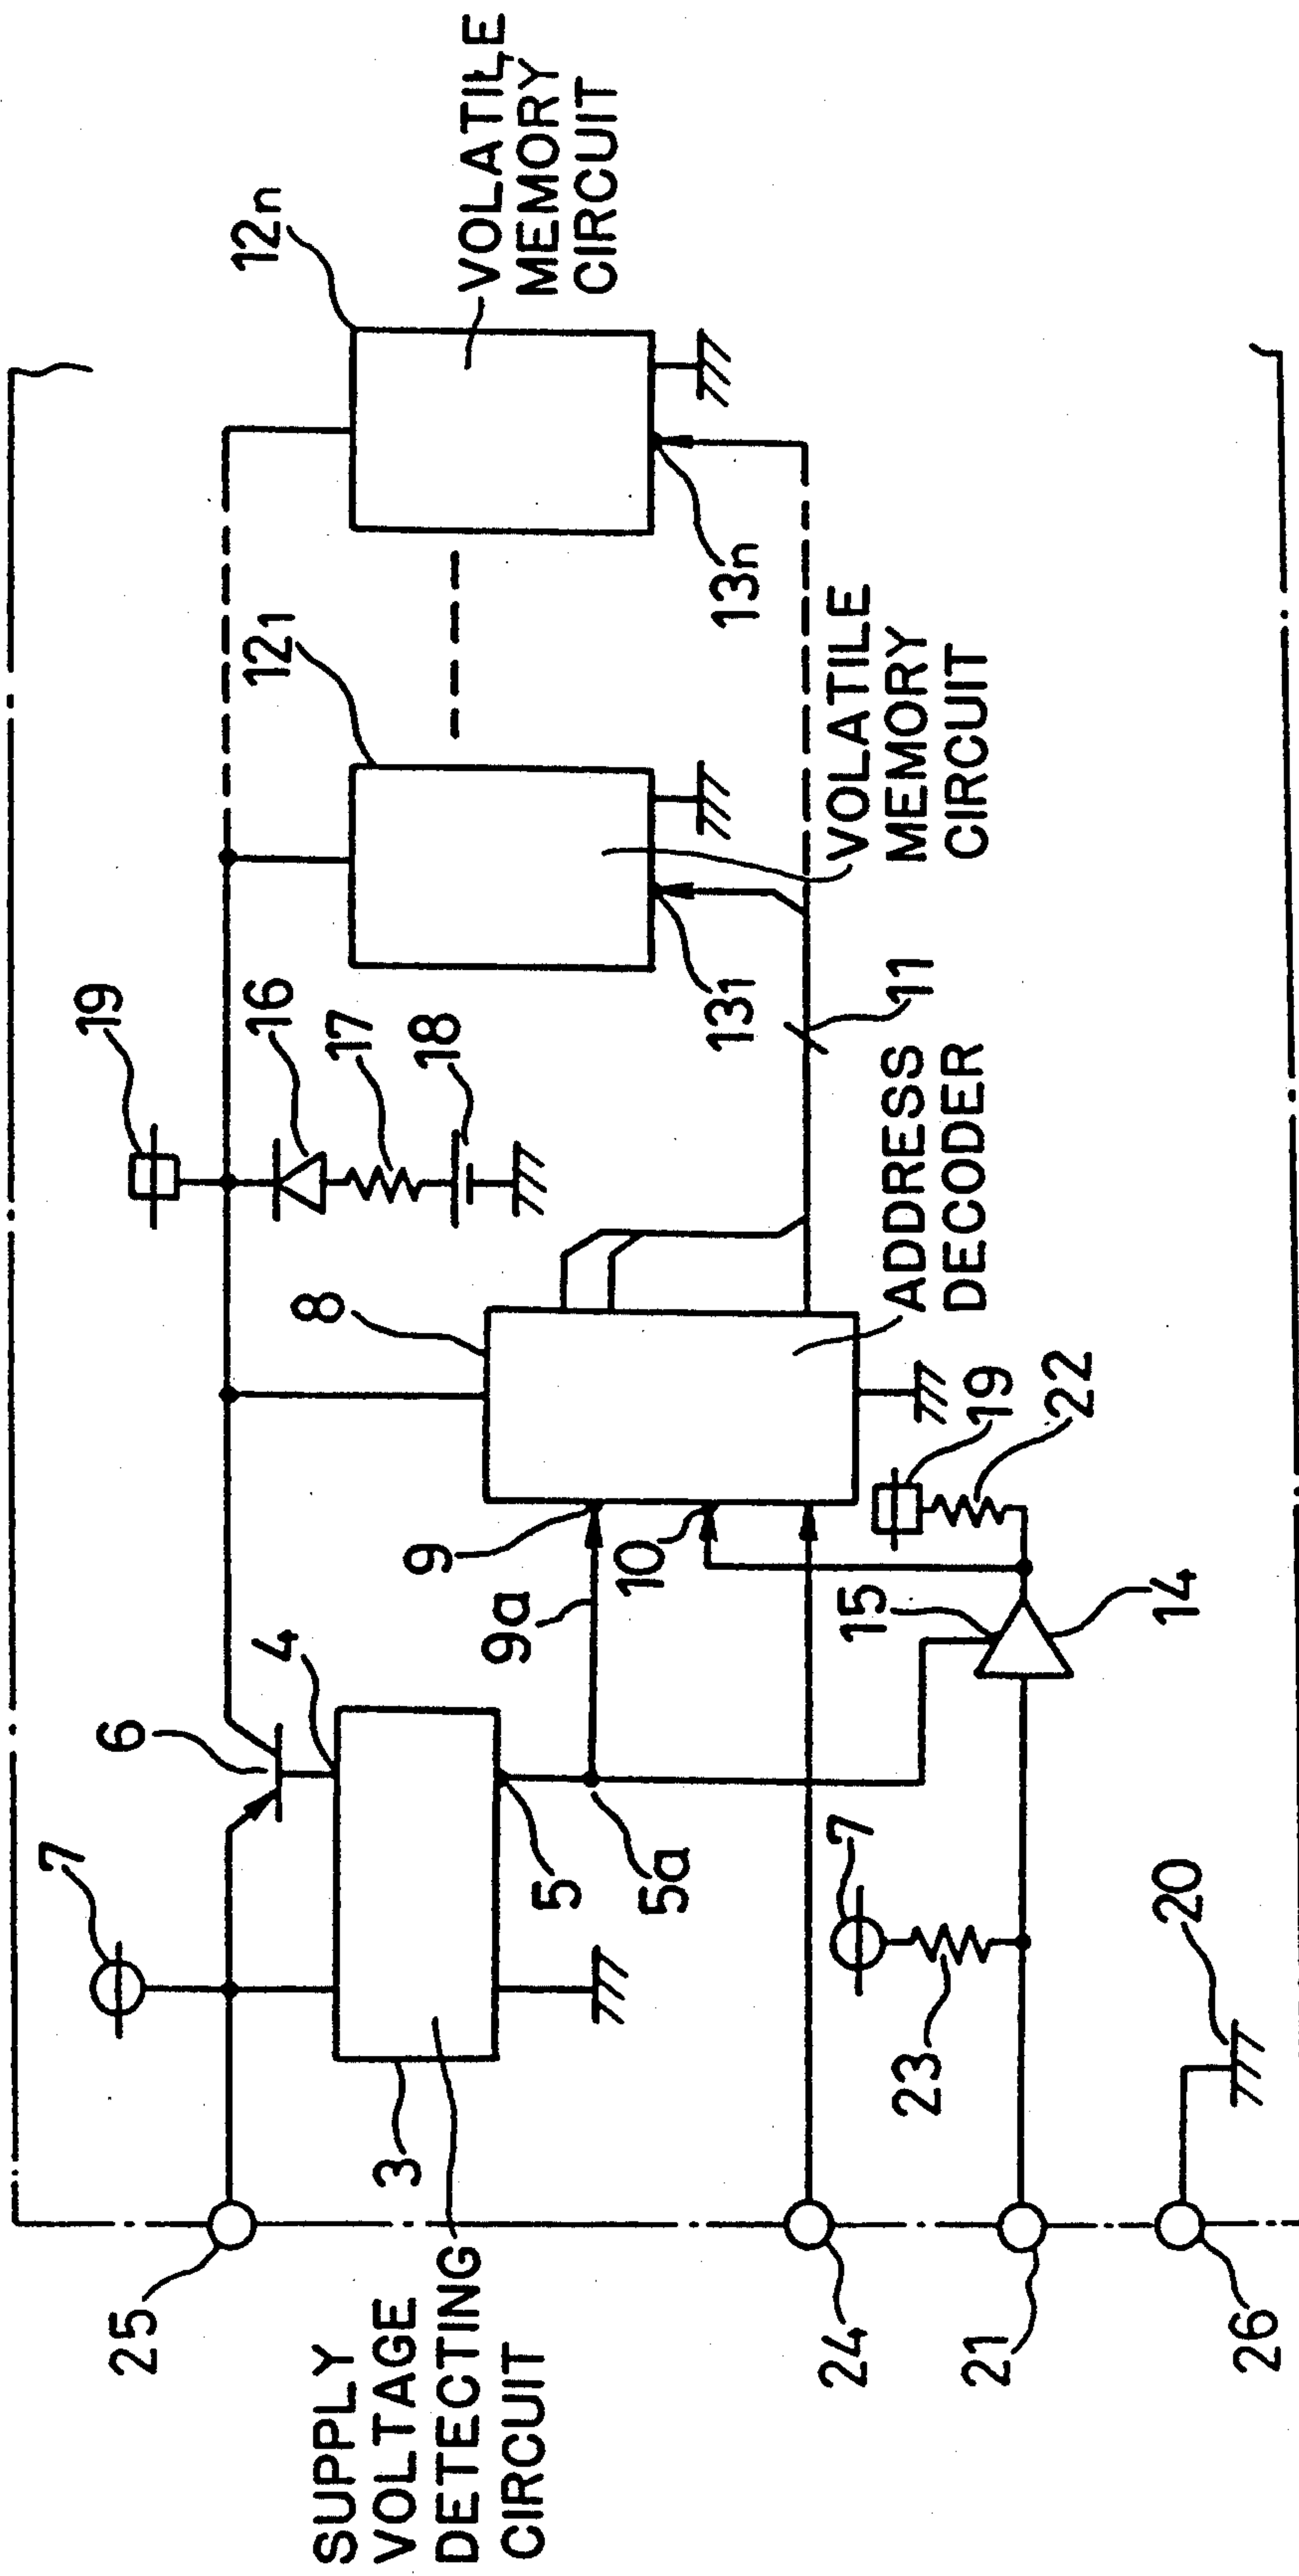 12n
VOLATILE
MEMORY
CIRCUIT
121
19
16
17
18
13n
VOLATILE
MEMORY
CIRCUIT
131
11
8
ADDRESS
DECODER
9
10
9a
19
22
15
14
6
4
7
5
5a
7
23
20
3
SUPPLY
VOLTAGE
DETECTING
CIRCUIT
25
24
21
26